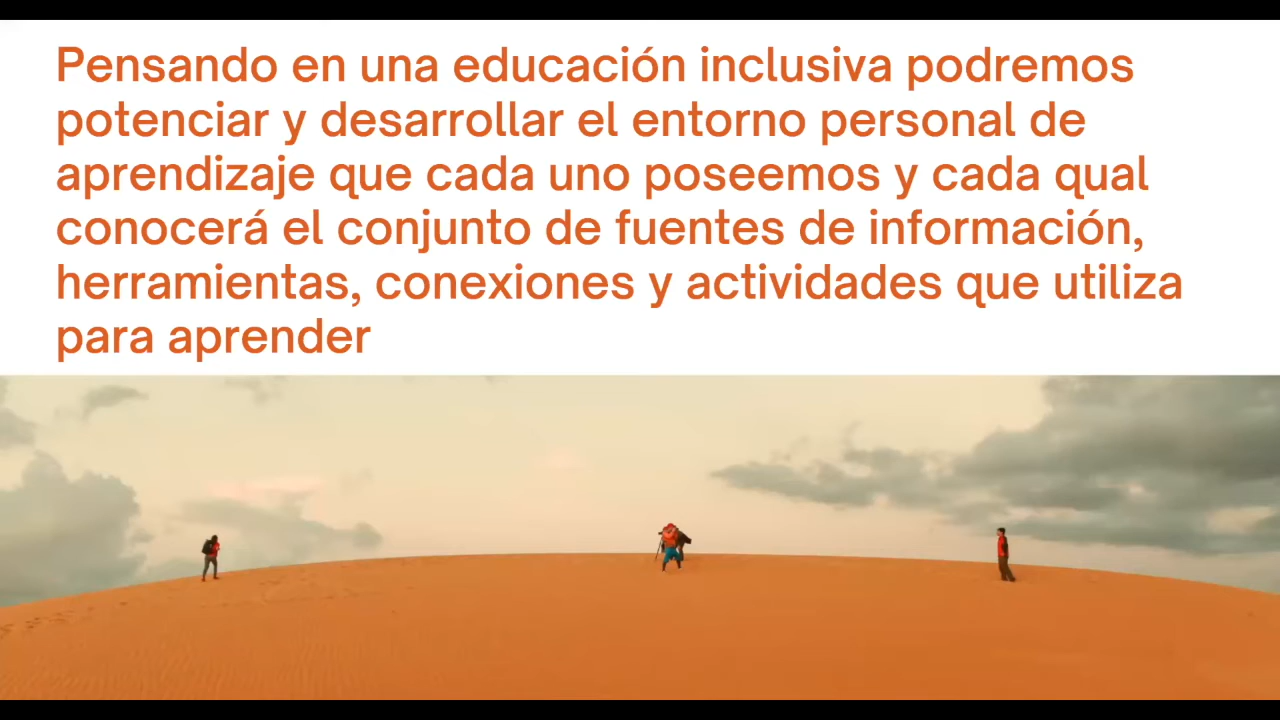 Pensando en una educación inclusiva podremos
potenciar y desarrollar el entorno personal de
aprendizaje que cada uno poseemos y cada qual
conocerá el conjunto de fuentes de información,
herramientas, conexiones y actividades que utiliza
para aprender